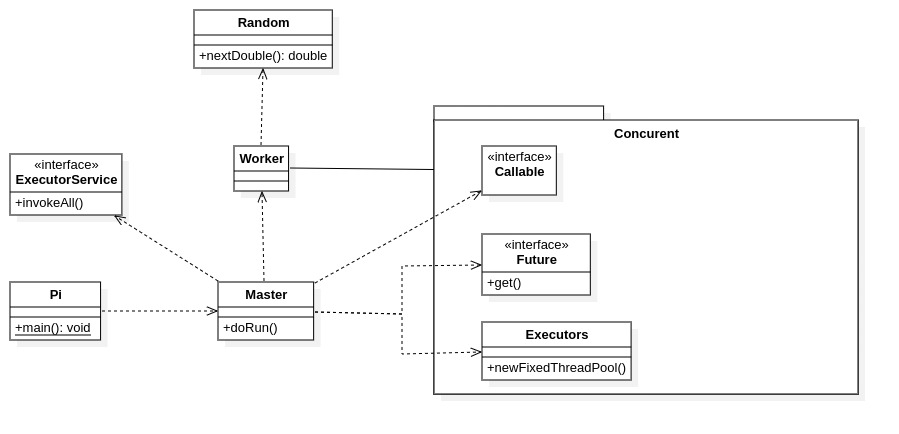 Random
+nextDouble(): double
Concurent
«interface»
ExecutorService
+invokeAll()
Worker
«interface»
Callable
«interface»
Future
+get()
Pi
+main(): void
Master
+doRun()
Executors
+newFixedThreadPool()